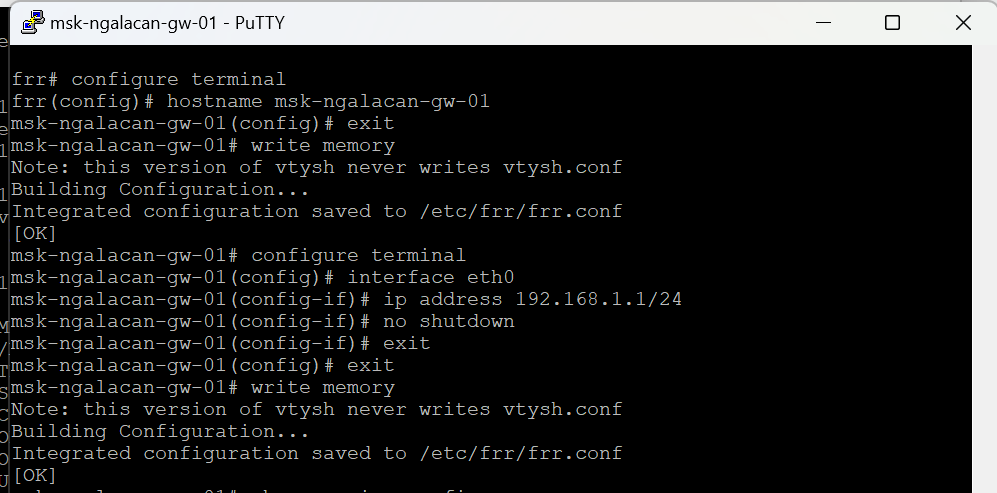 msk-ngalacan-gw-01 - PuTTY
frr# configure terminal
frr(config)# hostname msk-ngalacan-gw-01
msk-ngalacan-gw-01(config)# exit
msk-ngalacan-gw-01# write memory
Note: this version of vtysh never writes vtysh.conf
Building Configuration...
Integrated configuration saved to /etc/frr/frr.conf
[OK]
msk-ngalacan-gw-01# configure terminal
msk-ngalacan-gw-01(config)# interface eth0
msk-ngalacan-gw-01(config-if)# ip address 192.168.1.1/24
msk-ngalacan-gw-01(config-if)# no shutdown
msk-ngalacan-gw-01(config-if)# exit
msk-ngalacan-gw-01(config)# exit
msk-ngalacan-gw-01# write memory
Note: this version of vtysh never writes vtysh.conf
Building Configuration...
Integrated configuration saved to /etc/frr/frr.conf
[OK]